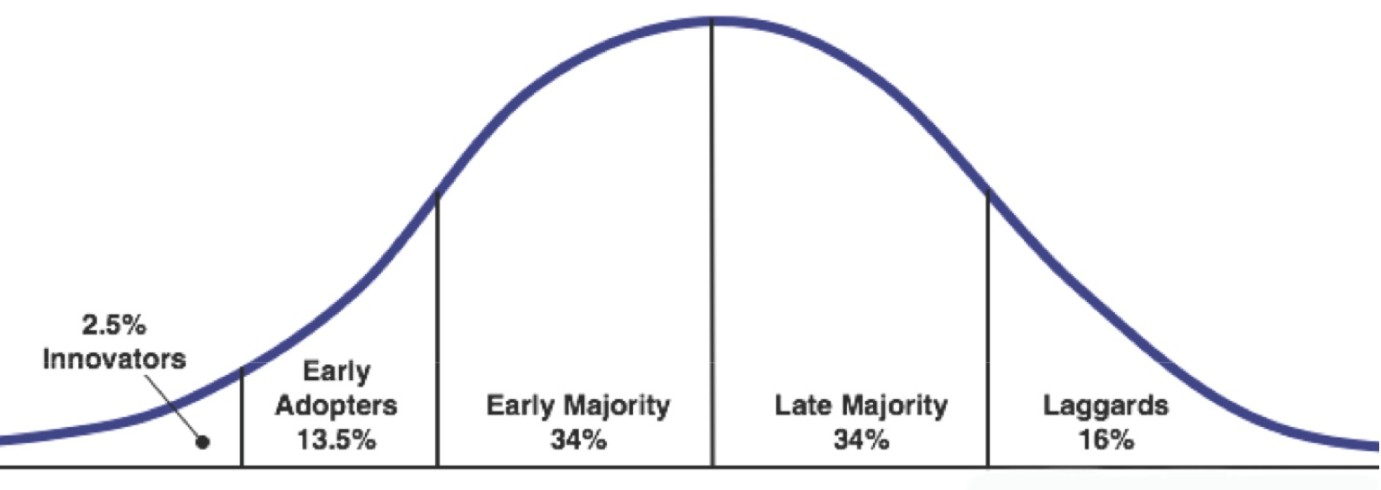 2.5%
Innovators
Early
Adopters
13.5%
Early Majority
34%
Late Majority
34%
Laggards
16%